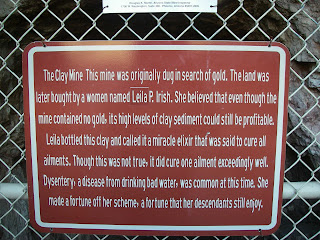 The Clay Mine This mine was originally dug in search of gold. The land was
later bought by a women named Leila P. Irish. She believed that even though the
mine contained no gold, its high levels of clay sediment could still be profitable.
Leila bottled this clay and called it a miracle elixir that was said to cure all
ailments. Though this was not true, it did cure one ailment exceedingly well.
Dysentery, a disease from drinking bad water, was common at this time. She
made a fortune off her scheme, a fortune that her descendants still enjoy.